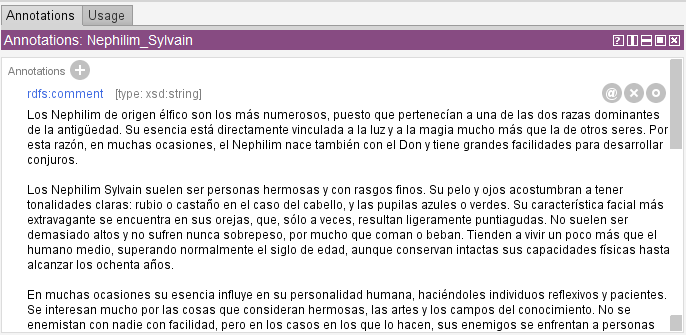 Annotations Usage
Annotations: Nephilim_Sylvain
Annotations
rdfs:comment [type: xsd:string]
Los Nephilim de origen élfico son los más numerosos, puesto que pertenecían a una de las dos razas dominantes
de la antigüedad. Su esencia está directamente vinculada a la luz y a la magia mucho más que la de otros seres. Por
esta razón, en muchas ocasiones, el Nephilim nace también con el Don y tiene grandes facilidades para desarrollar
conjuros.
Los Nephilim Sylvain suelen ser personas hermosas y con rasgos finos. Su pelo y ojos acostumbran a tener
tonalidades claras: rubio o castaño en el caso del cabello, y las pupilas azules o verdes. Su característica facial más
extravagante se encuentra en sus orejas, que, sólo a veces, resultan ligeramente puntiagudas. No suelen ser
demasiado altos y no sufren nunca sobrepeso, por mucho que coman o beban. Tienden a vivir un poco más que el
humano medio, superando normalmente el siglo de edad, aunque conservan intactas sus capacidades físicas hasta
alcanzar los ochenta años.
En muchas ocasiones su esencia influye en su personalidad humana, haciéndoles individuos reflexivos y pacientes.
Se interesan mucho por las cosas que consideran hermosas, las artes y los campos del conocimiento. No se
enemistan con nadie con facilidad, pero en los casos en los que lo hacen, sus enemigos se enfrentan a personas